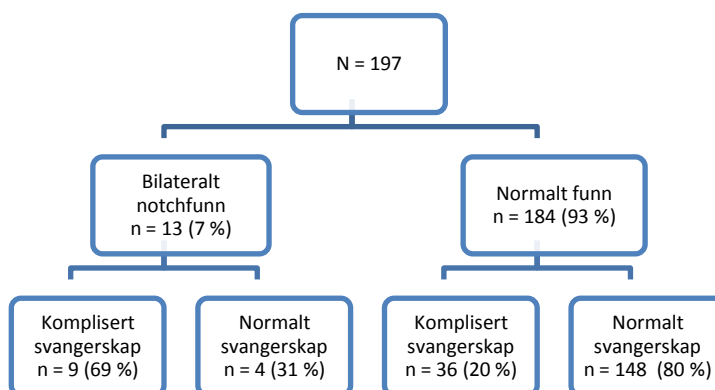 N = 197
Bilateralt
notchfunn
n = 13 (7 %)
Normalt funn
n = 184 (93 %)
Komplisert
svangerskap
n = 9 (69 %)
Normalt
svangerskap
n = 4 (31 %)
Komplisert
svangerskap
n = 36 (20 %)
Normalt
svangerskap
n = 148 (80 %)